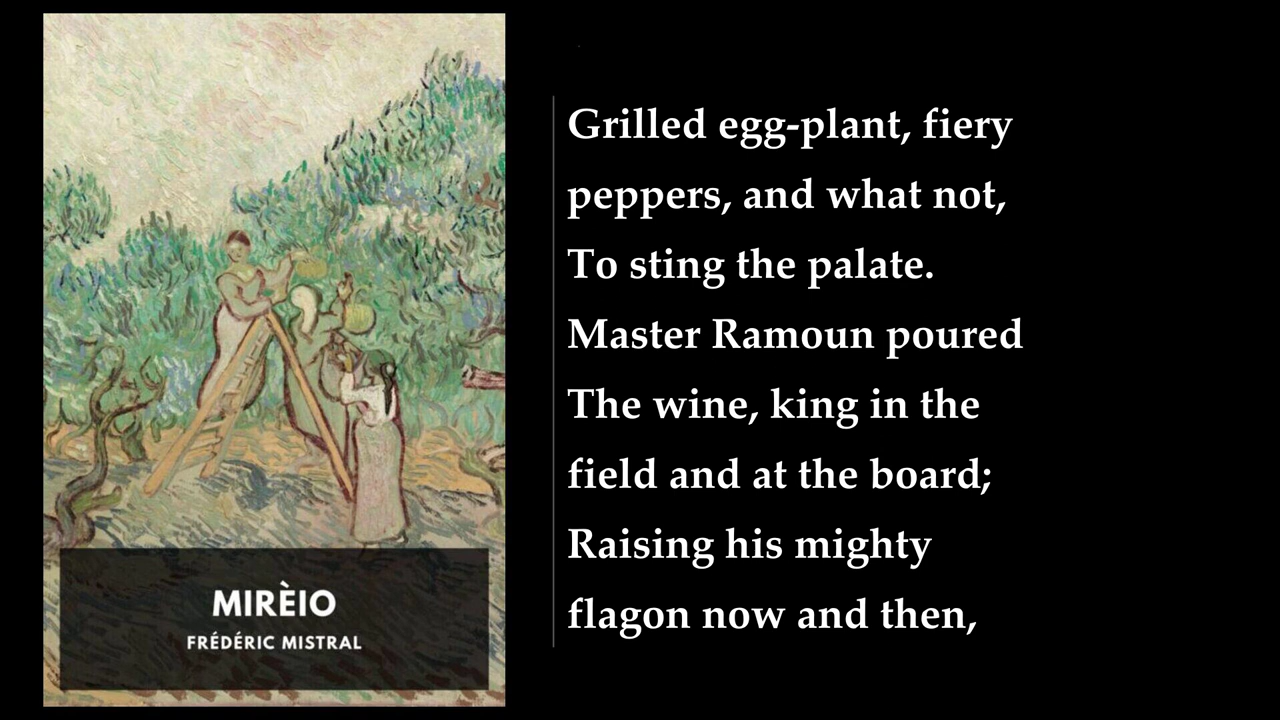 MIRÈIO
FRÉDÉRIC MISTRAL
Grilled egg-plant, fiery
peppers, and what not,
To sting the palate.
Master Ramoun poured
The wine, king in the
field and at the board;
Raising his mighty
flagon now and then,